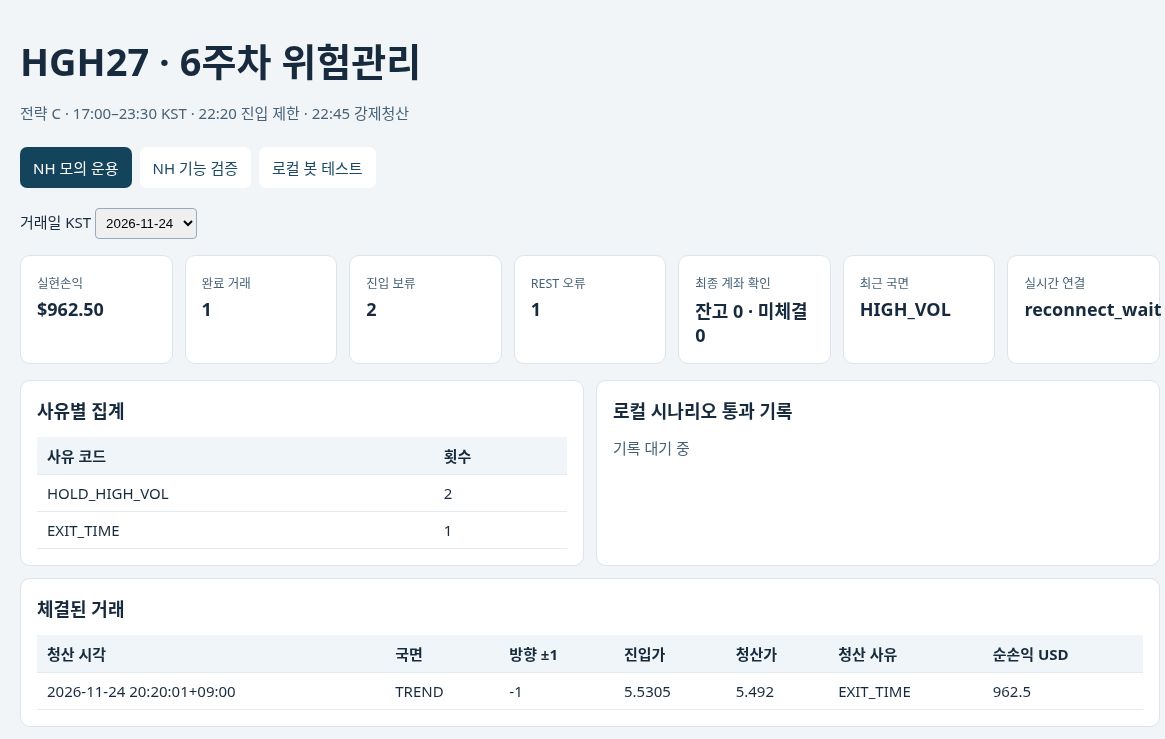 HGH27 · 6주차 위험관리
전략 C · 17:00–23:30 KST · 22:20 진입 제한 · 22:45 강제청산
NH 모의 운용 NH 기능 검증 로컬 봇 테스트
거래일 KST 2026-11-24
실현손익 완료 거래 진입 보류 REST 오류 최종 계좌 확인 최근 국면 실시간 연결
$962.50 1 2 1 잔고 0 · 미체결 HIGH_VOL reconnect_wait
0
사유별 집계
사유 코드 횟수
HOLD_HIGH_VOL 2
EXIT_TIME 1
로컬 시나리오 통과 기록
기록 대기 중
체결된 거래
청산 시각 국면 방향 ±1 진입가 청산가 청산 사유 순손익 USD
2026-11-24 20:20:01+09:00 TREND -1 5.5305 5.492 EXIT_TIME 962.5